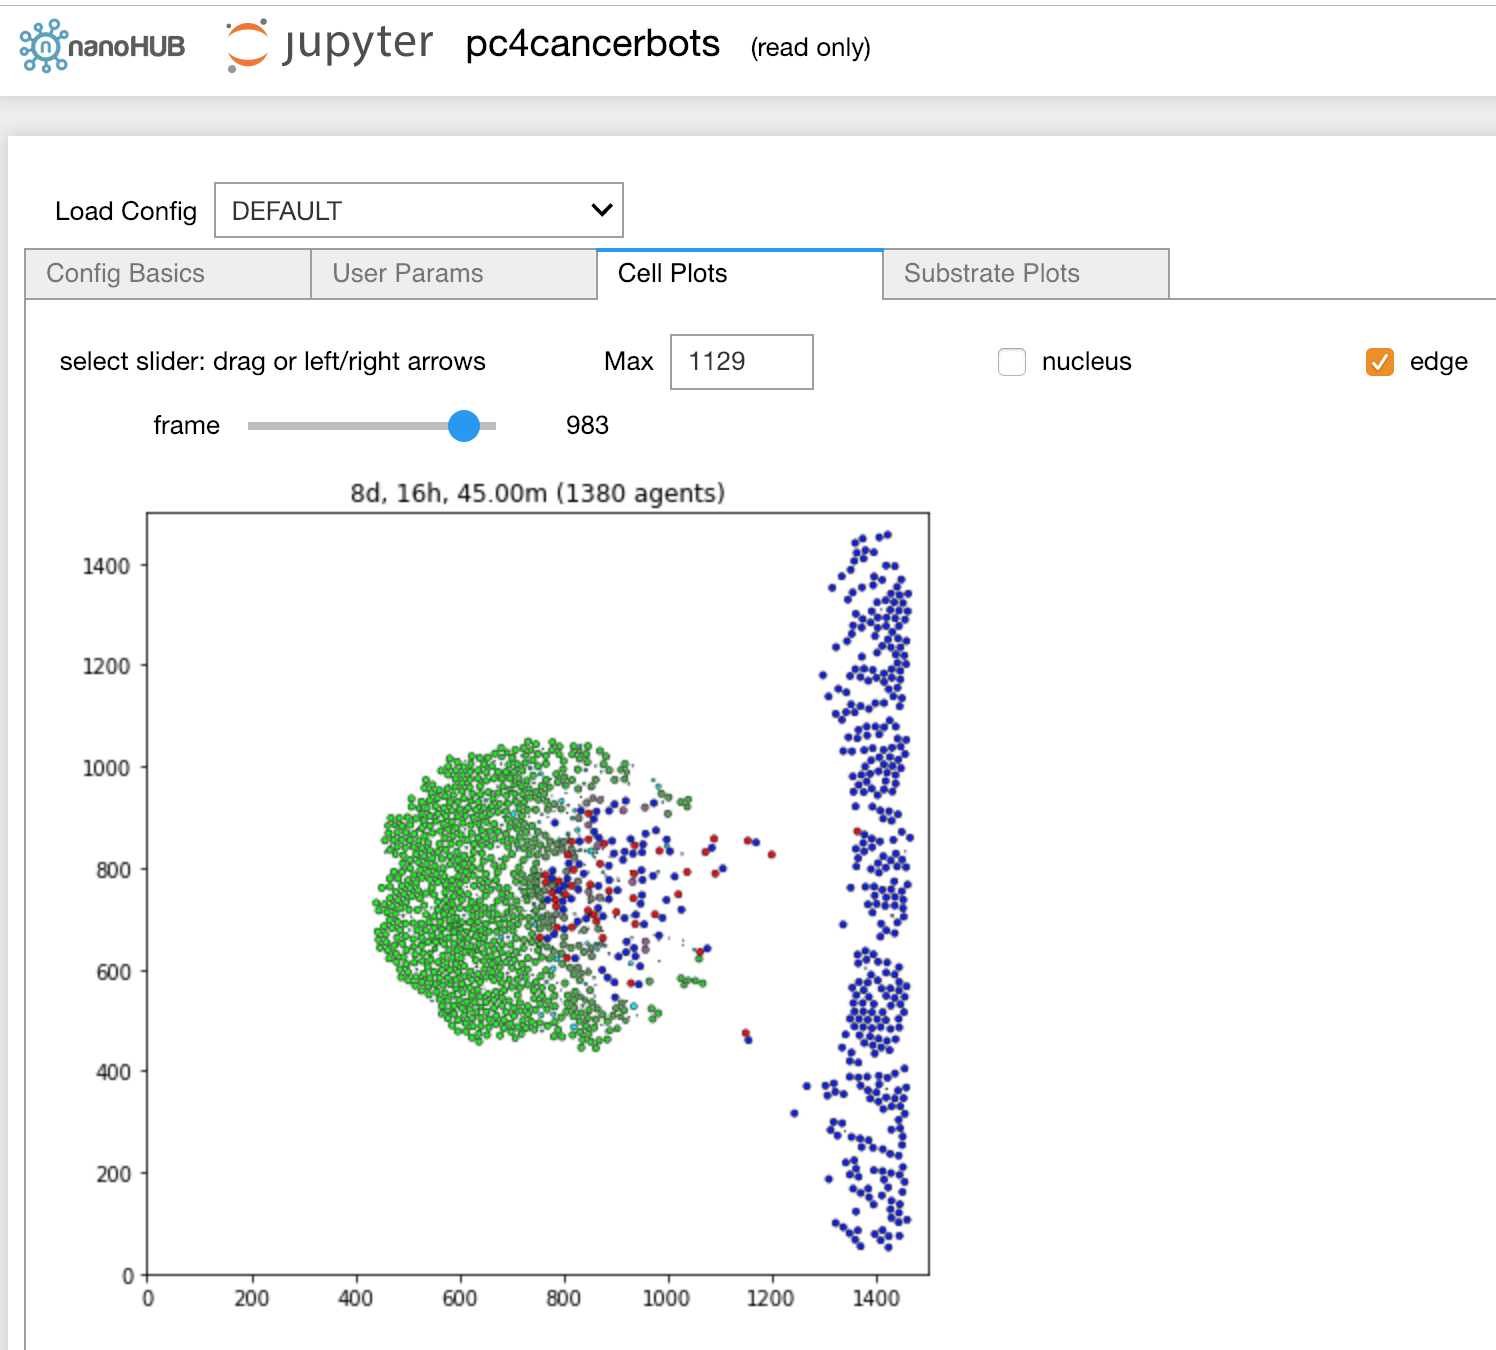 nanoHUB jupyter pc4cancerbots (read only)
Load Config DEFAULT
Config Basics User Params Cell Plots Substrate Plots
select slider: drag or left/right arrows Max 1129 nucleus edge
frame 983
8d, 16h, 45.00m (1380 agents)
1400
1200
1000
800
600
400
200
0
0 200 400 600 800 1000 1200 1400